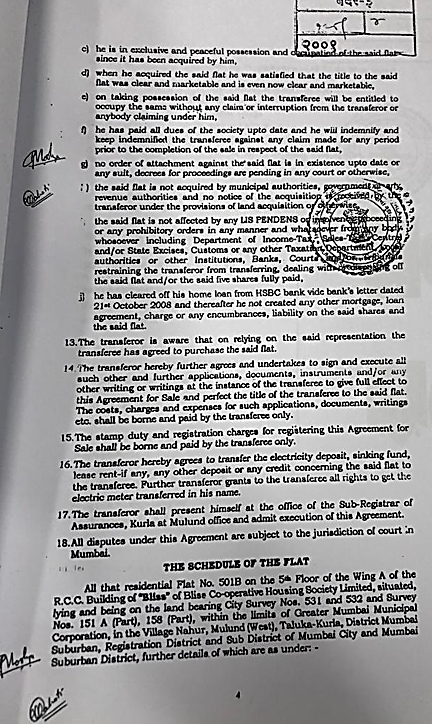 २००९
c) he is in exclusive and peaceful possession and occupation of the said flat
since it has been acquired by him,
d) when he acquired the said flat he was satisfied that the title to the said
flat was clear and marketable and is even now clear and marketable,
e) on taking possession of the said flat the transferee will be entitled to
occupy the same without any claim or interruption from the transferor or
anybody claiming under him,
f) he has paid all dues of the society upto date and he will indemnify and
keep indemnified the transferee against any claim made for any period
prior to the completion of the sale in respect of the said flat,
g) no order of attachment against the said flat is in existence upto date or
any suit, decrees for proceedings are pending in any court or otherwise,
the said flat is not acquired by municipal authorities, government or any
revenue authorities and no notice of the acquisition is received by the
transferor under the provisions of land acquisition or otherwise,
the said flat is not affected by any LIS PENDENS or insolvency proceeding
or any prohibitory orders in any manner and whatsoever from any body
whosoever including Department of Income-Tax, Sales-Tax, Central
and/or State Excises, Customs or any other Taxation Department
authorities or other Institutions, Banks, Courts
restraining the transferor from transferring, dealing with off
the said flat and/or the said five shares fully paid,
j) he has cleared off his home loan from HSBC bank vide bank's letter dated
21st October 2008 and thereafter he not created any other mortgage, loan
agreement, charge or any encumbrances, liability on the said shares and
the said flat.
13.The transferor is aware that on relying on the said representation the
transferee has agreed to purchase the said flat.
14.The transferor hereby further agrees and undertakes to sign and execute all
such other and further applications, documents, instruments and/or any
other writing or writings at the instance of the transferee to give full effect to
this Agreement for Sale and perfect the title of the transferee to the said flat.
The costs, charges and expenses for such applications, documents, writings
etc. shall be borne and paid by the transferee only.
15.The stamp duty and registration charges for registering this Agreement for
Sale shall be borne and paid by the transferee only.
16.The transferor hereby agrees to transfer the electricity deposit, sinking fund,
lease rent-if any, any other deposit or any credit concerning the said flat to
the transferee. Further transferor grants to the transferee all rights to get the
electric meter transferred in his name.
17.The transferor shall present himself at the office of the Sub-Registrar of
Assurances, Kurla at Mulund office and admit execution of this Agreement.
18.All disputes under this Agreement are subject to the jurisdiction of court in
Mumbai.
THE SCHEDULE OF THE FLAT
All that residential Flat No. 501B on the 5th Floor of the Wing A of the
R.C.C. Building of "Bliss" of Bliss Co-operative Housing Society Limited, situated,
lying and being on the land bearing City Survey Nos. 531 and 532 and Survey
Nos. 151 A (Part), 158 (Part), within the limits of Greater Mumbai Municipal
Corporation, in the Village Nahur, Mulund (West), Taluka-Kurla, District Mumbai
Suburban, Registration District and Sub District of Mumbai City and Mumbai
Suburban District, further details of which are as under: -
4